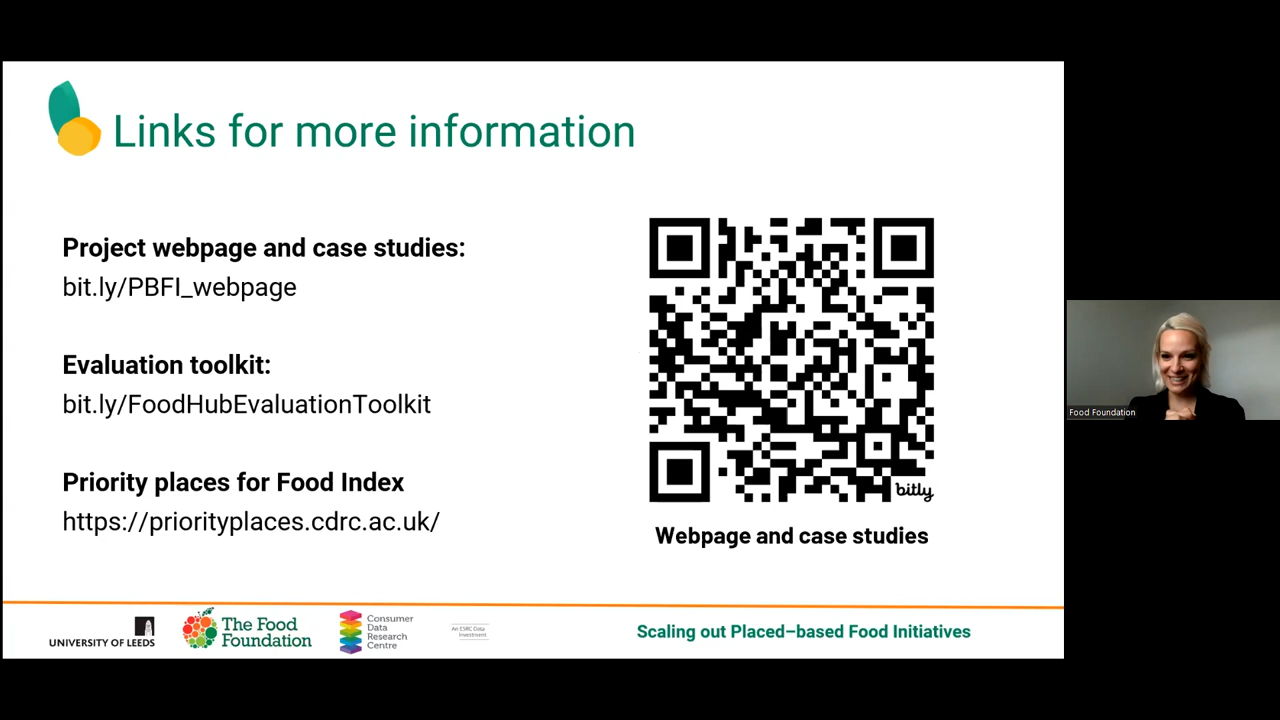 Links for more information
Project webpage and case studies:
bit.ly/PBFI_webpage
Evaluation toolkit:
bit.ly/FoodHubEvaluationToolkit
Priority places for Food Index
https://priorityplaces.cdrc.ac.uk/
bitly
Webpage and case studies
Food Foundation
UNIVERSITY OF LEEDS
The Food
Foundation
Consumer
Data
Research
Centre
An ESRC Data
Investment
Scaling out Placed–based Food Initiatives